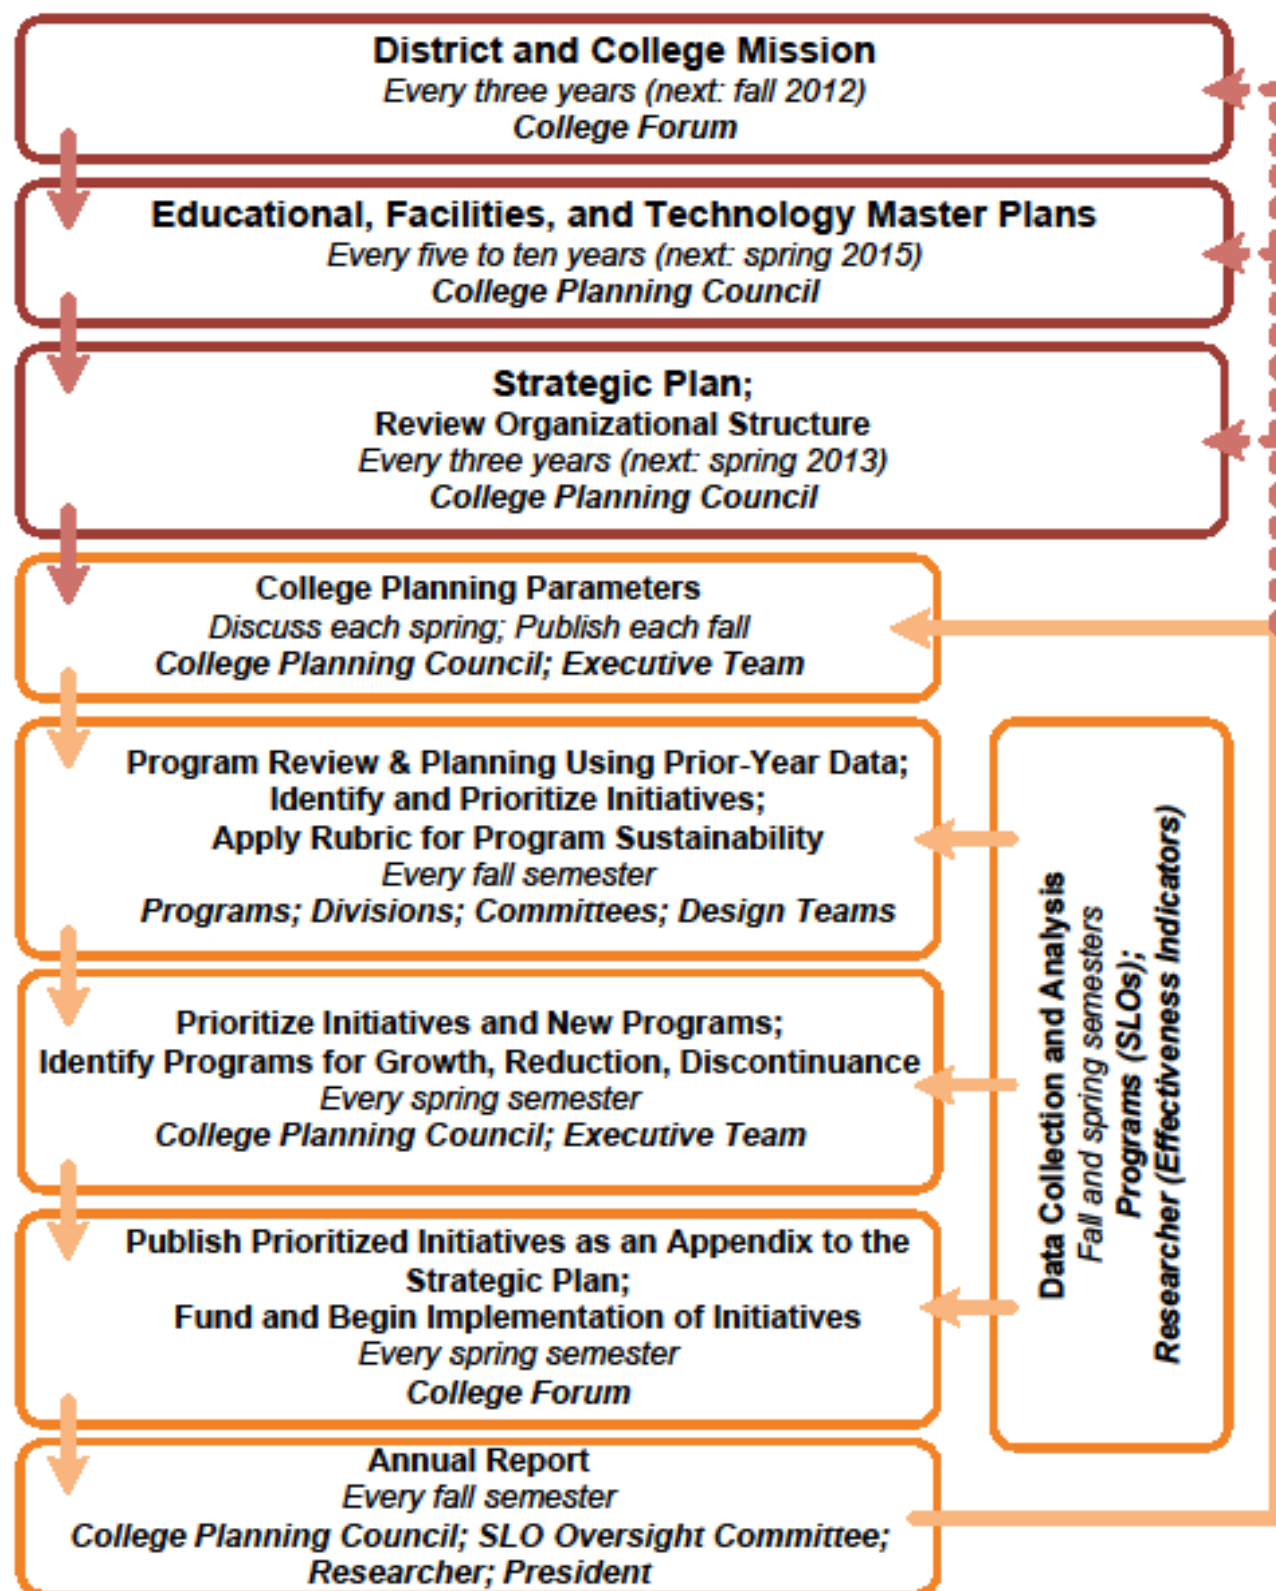 District and College Mission
Every three years (next: fall 2012)
College Forum
Educational, Facilities, and Technology Master Plans
Every five to ten years (next: spring 2015)
College Planning Council
Strategic Plan;
Review Organizational Structure
Every three years (next: spring 2013)
College Planning Council
College Planning Parameters
Discuss each spring; Publish each fall
College Planning Council; Executive Team
Program Review & Planning Using Prior-Year Data;
Identify and Prioritize Initiatives;
Apply Rubric for Program Sustainability
Every fall semester
Programs; Divisions; Committees; Design Teams
Prioritize Initiatives and New Programs;
Identify Programs for Growth, Reduction, Discontinuance
Every spring semester
College Planning Council; Executive Team
Publish Prioritized Initiatives as an Appendix to the
Strategic Plan;
Fund and Begin Implementation of Initiatives
Every spring semester
College Forum
Annual Report
Every fall semester
College Planning Council; SLO Oversight Committee;
Researcher; President
Data Collection and Analysis
Fall and spring semesters
Programs (SLOs);
Researcher (Effectiveness Indicators)